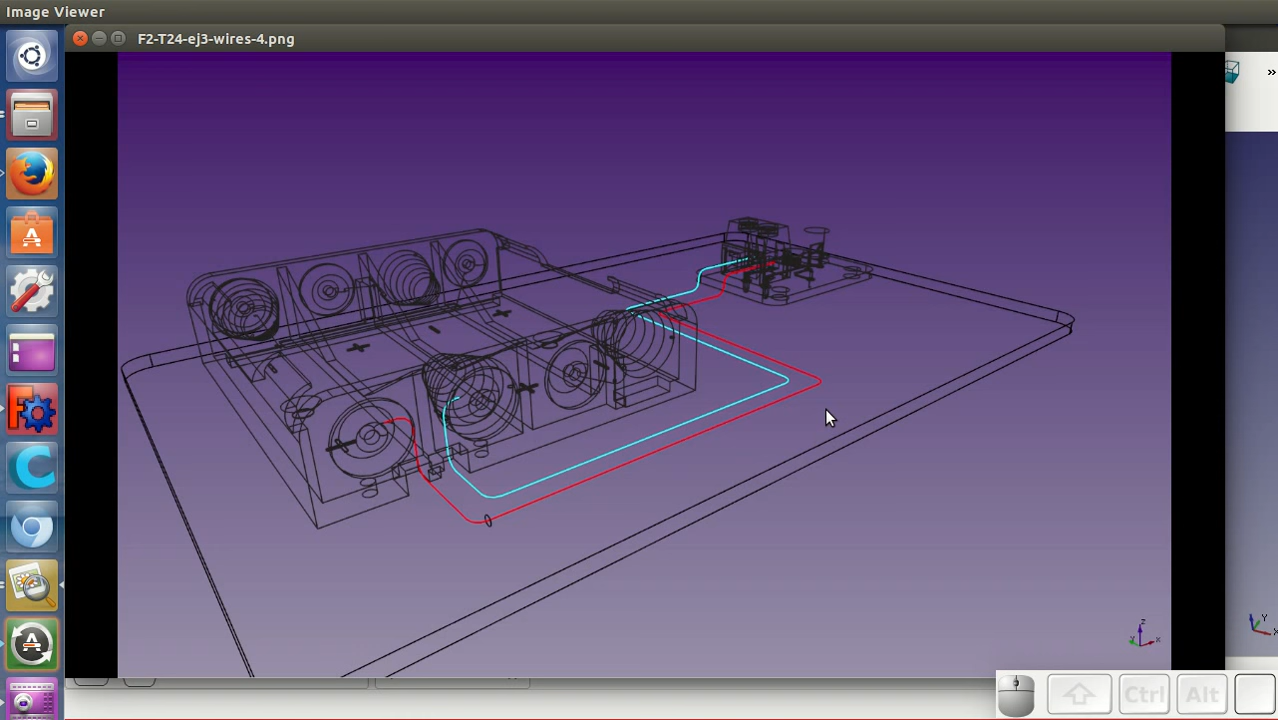 Image Viewer
F2-T24-ej3-wires-4.png
»
Z
Y
X
Y
X
Ctrl
Alt